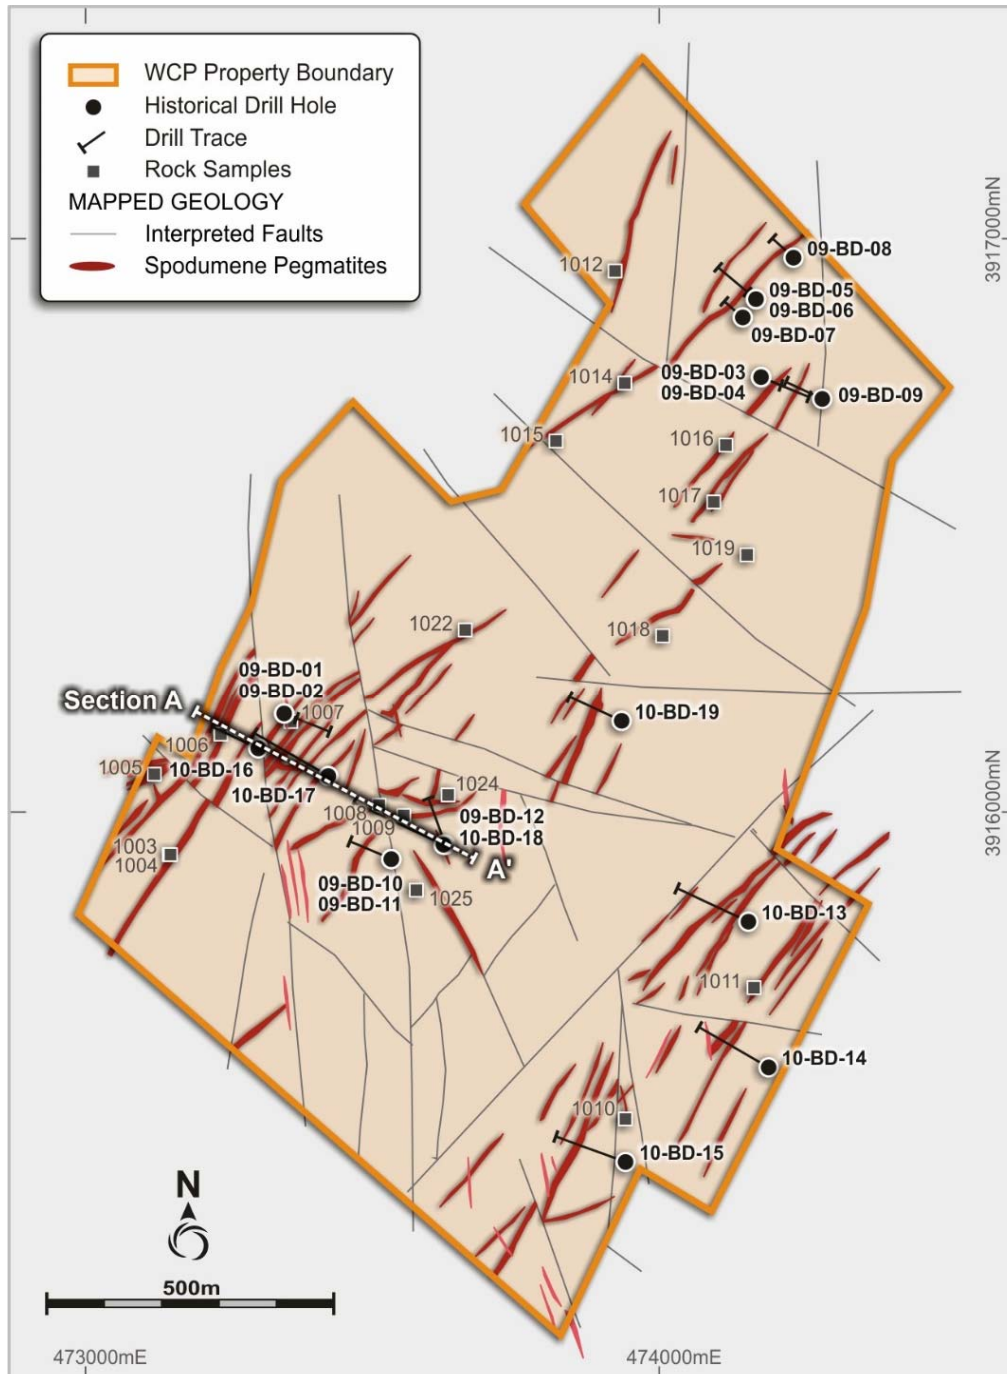 WCP Property Boundary
Historical Drill Hole
Drill Trace
Rock Samples
MAPPED GEOLOGY
Interpreted Faults
Spodumene Pegmatites
3917000mN
1012
09-BD-08
09-BD-05
09-BD-06
09-BD-07
09-BD-03
09-BD-04
09-BD-09
1014
1015
1016
1017
1019
1018
1022
09-BD-01
09-BD-02
Section A
1007
10-BD-19
1006
1005
10-BD-16
10-BD-17
1024
1008
1009
09-BD-12
10-BD-18
A'
3916000mN
1003
1004
09-BD-10
09-BD-11
1025
10-BD-13
1011
10-BD-14
1010
10-BD-15
N
500m
473000mE
474000mE